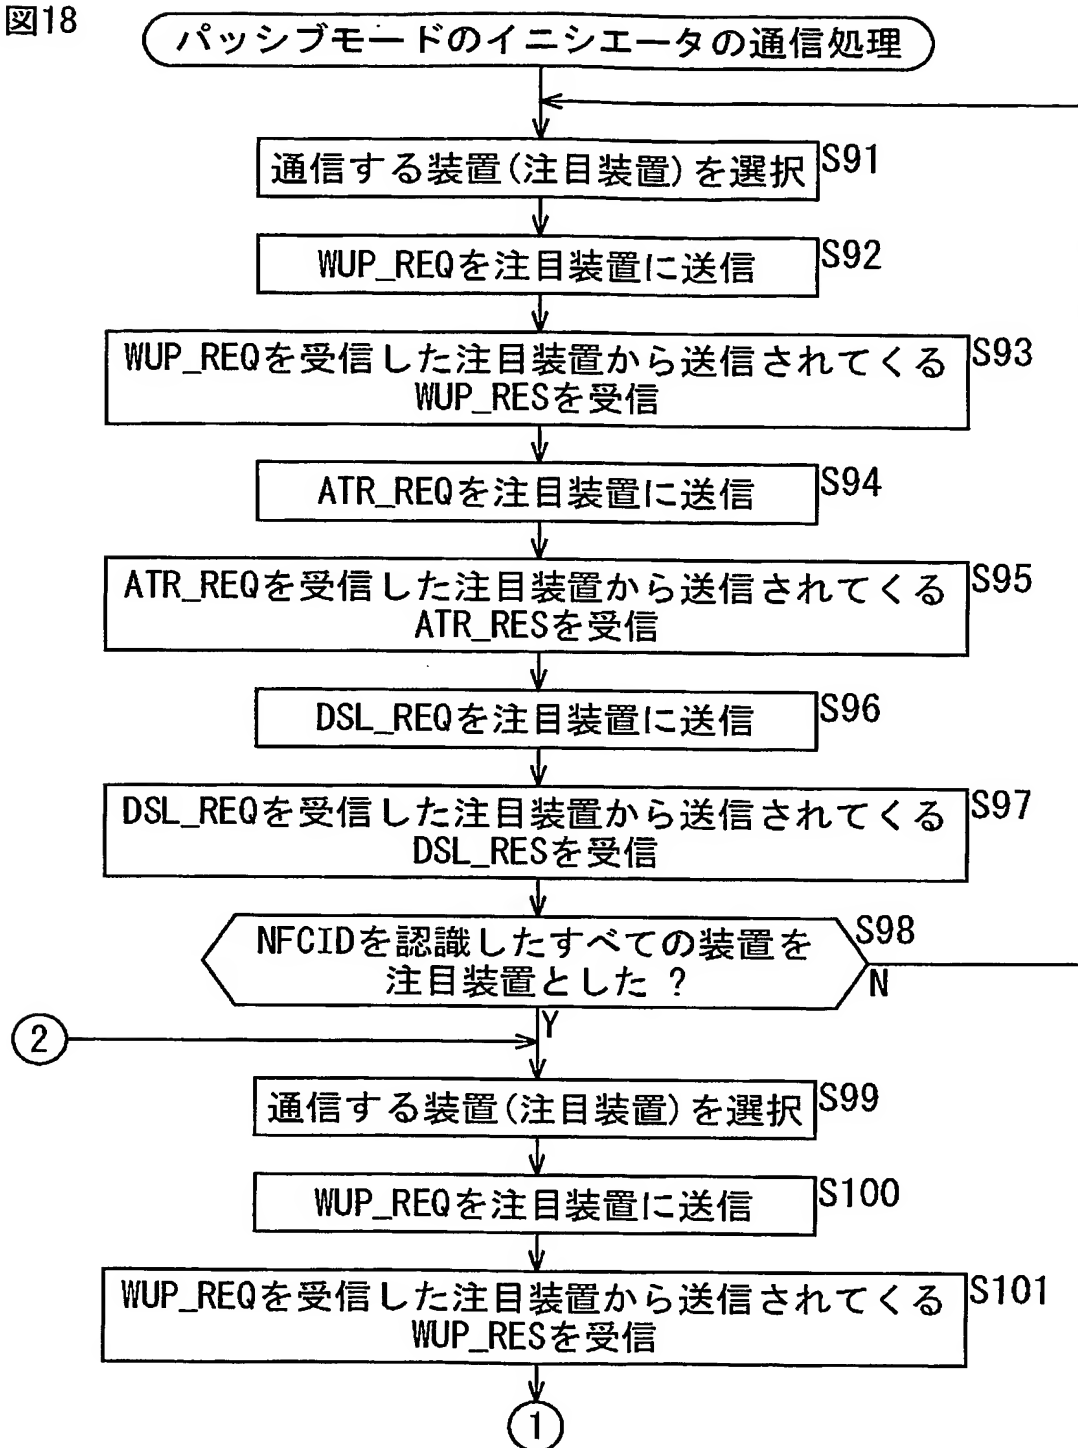 図18
パッシブモードのイニシエータの通信処理
通信する装置(注目装置)を選択 S91
WUP_REQを注目装置に送信 S92
WUP_REQを受信した注目装置から送信されてくる S93
WUP_RESを受信
ATR_REQを注目装置に送信 S94
ATR_REQを受信した注目装置から送信されてくる S95
ATR_RESを受信
DSL_REQを注目装置に送信 S96
DSL_REQを受信した注目装置から送信されてくる S97
DSL_RESを受信
NFCIDを認識したすべての装置を S98
注目装置とした ? N
Y
2
通信する装置(注目装置)を選択 S99
WUP_REQを注目装置に送信 S100
WUP_REQを受信した注目装置から送信されてくる S101
WUP_RESを受信
1